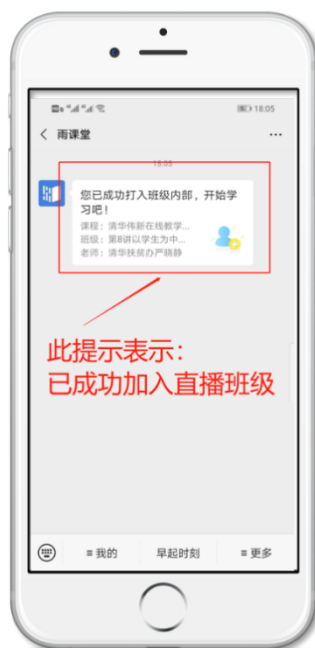 18:05
雨课堂
18:05
您已成功打入班级内部，开始学
习吧！
课程：清华伟新在线教学...
班级：第8讲以学生为中...
老师：清华扶贫办严晓静
此提示表示：
已成功加入直播班级
≡ 我的
早起时刻
≡ 更多